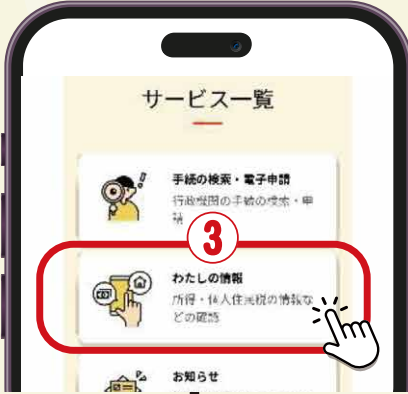 サービス一覧
手続の検索・電子申請
行政機関の手続の検索・申
請
③
わたしの情報
所得・個人住民税の情報な
どの確認
お知らせ